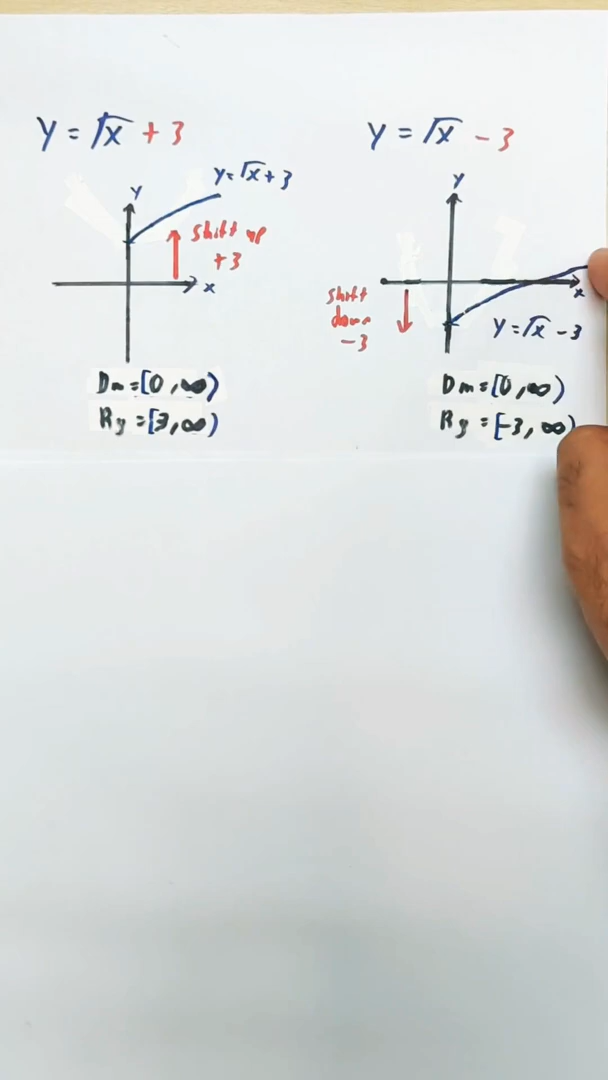 y = √x + 3
y = √x + 3
y
shift up
+3
x
Dm = [0, ∞)
Ry = [3, ∞)
y = √x - 3
y
x
shift
down
-3
y = √x - 3
Dm = [0, ∞)
Ry = [-3, ∞)